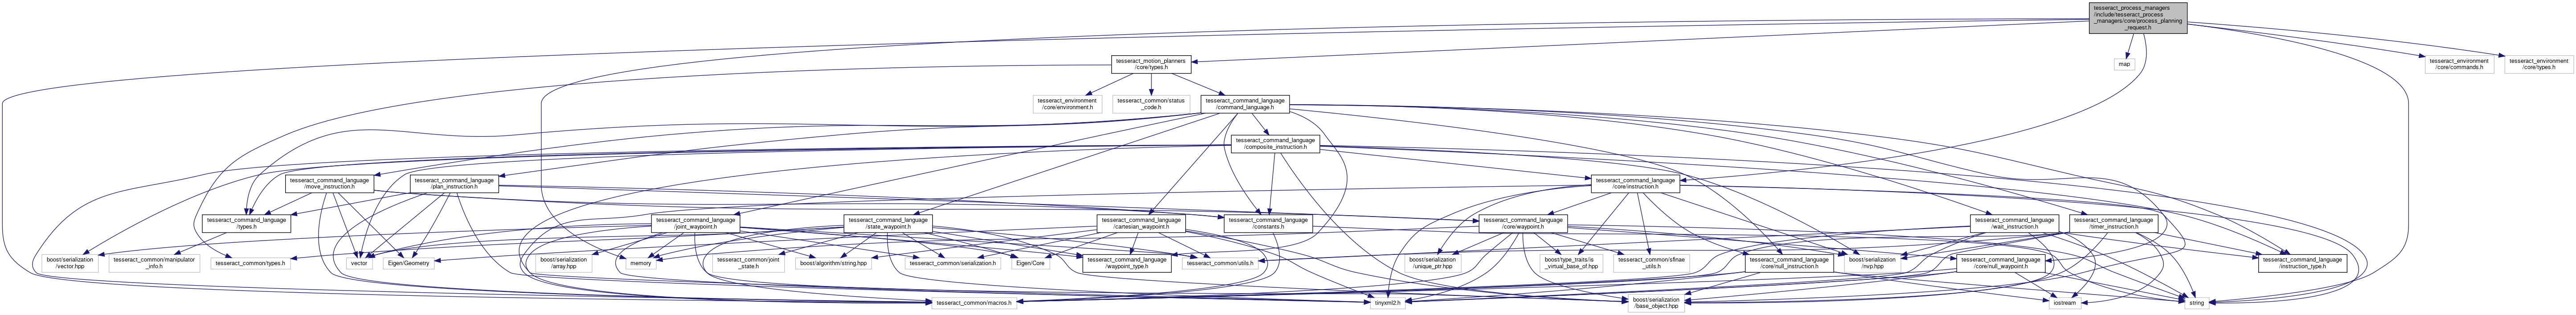 tesseract_process_managers
/include/tesseract_process
_managers/core/process_planning
_request.h
tesseract_motion_planners
/core/types.h
map
tesseract_environment
/core/commands.h
tesseract_environment
/core/types.h
tesseract_environment
/core/environment.h
tesseract_common/status
_code.h
tesseract_command_language
/command_language.h
tesseract_command_language
/composite_instruction.h
tesseract_command_language
/move_instruction.h
tesseract_command_language
/plan_instruction.h
tesseract_command_language
/core/instruction.h
tesseract_command_language
/types.h
tesseract_command_language
/joint_waypoint.h
tesseract_command_language
/state_waypoint.h
tesseract_command_language
/cartesian_waypoint.h
tesseract_command_language
/constants.h
tesseract_command_language
/core/waypoint.h
tesseract_command_language
/wait_instruction.h
tesseract_command_language
/timer_instruction.h
boost/serialization
/vector.hpp
tesseract_common/manipulator
_info.h
tesseract_common/types.h
vector
Eigen/Geometry
boost/serialization
/array.hpp
memory
tesseract_common/joint
_state.h
boost/algorithm/string.hpp
tesseract_common/serialization.h
Eigen/Core
tesseract_command_language
/waypoint_type.h
tesseract_common/utils.h
boost/serialization
/unique_ptr.hpp
boost/type_traits/is
_virtual_base_of.hpp
tesseract_common/sfinae
_utils.h
tesseract_command_language
/core/null_instruction.h
boost/serialization
/nvp.hpp
tesseract_command_language
/core/null_waypoint.h
tesseract_command_language
/instruction_type.h
tesseract_common/macros.h
tinyxml2.h
boost/serialization
/base_object.hpp
iostream
string